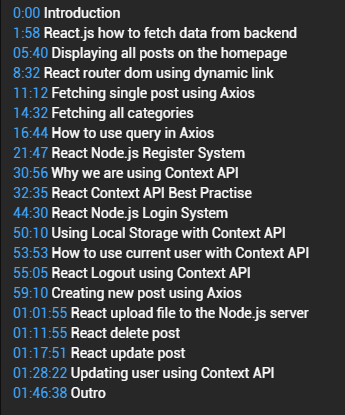 0:00 Introduction
1:58 React.js how to fetch data from backend
05:40 Displaying all posts on the homepage
8:32 React router dom using dynamic link
11:12 Fetching single post using Axios
14:32 Fetching all categories
16:44 How to use query in Axios
21:47 React Node.js Register System
30:56 Why we are using Context API
32:35 React Context API Best Practise
44:30 React Node.js Login System
50:10 Using Local Storage with Context API
53:53 How to use current user with Context API
55:05 React Logout using Context API
59:10 Creating new post using Axios
01:01:55 React upload file to the Node.js server
01:11:55 React delete post
01:17:51 React update post
01:28:22 Updating user using Context API
01:46:38 Outro